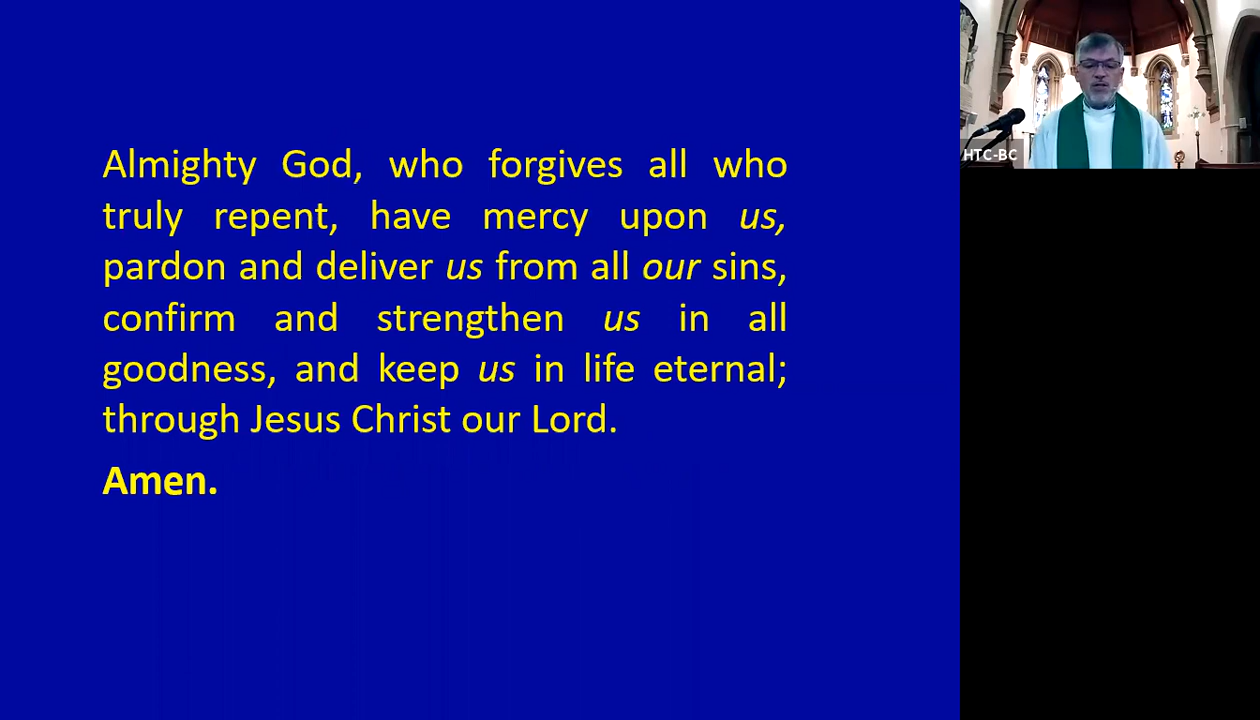 Almighty God, who forgives all who
truly repent, have mercy upon us,
pardon and deliver us from all our sins,
confirm and strengthen us in all
goodness, and keep us in life eternal;
through Jesus Christ our Lord.
Amen.
HTC-BC